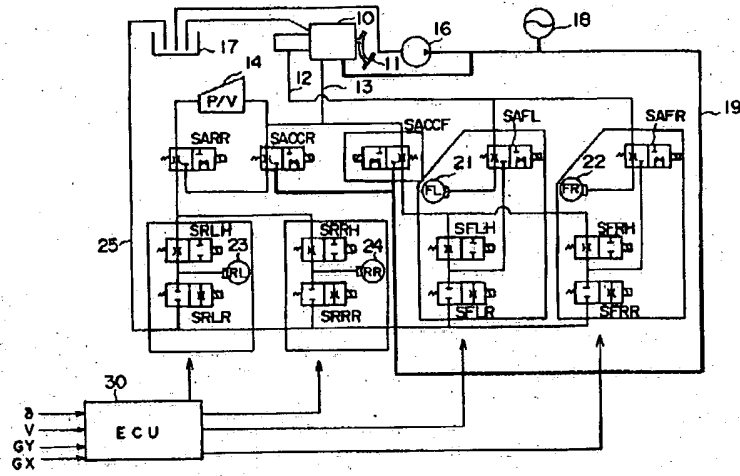 10
16
18
17
11
14
12
13
P/V
19
SACCF
SAFL
SAFR
SARR
SACCR
21
22
FL
FR
25
SRLH
23
SRRH
24
SFLH
SFRH
RL
RR
SRLR
SRRR
SFLR
SFRR
30
ECU
V
GY
GX